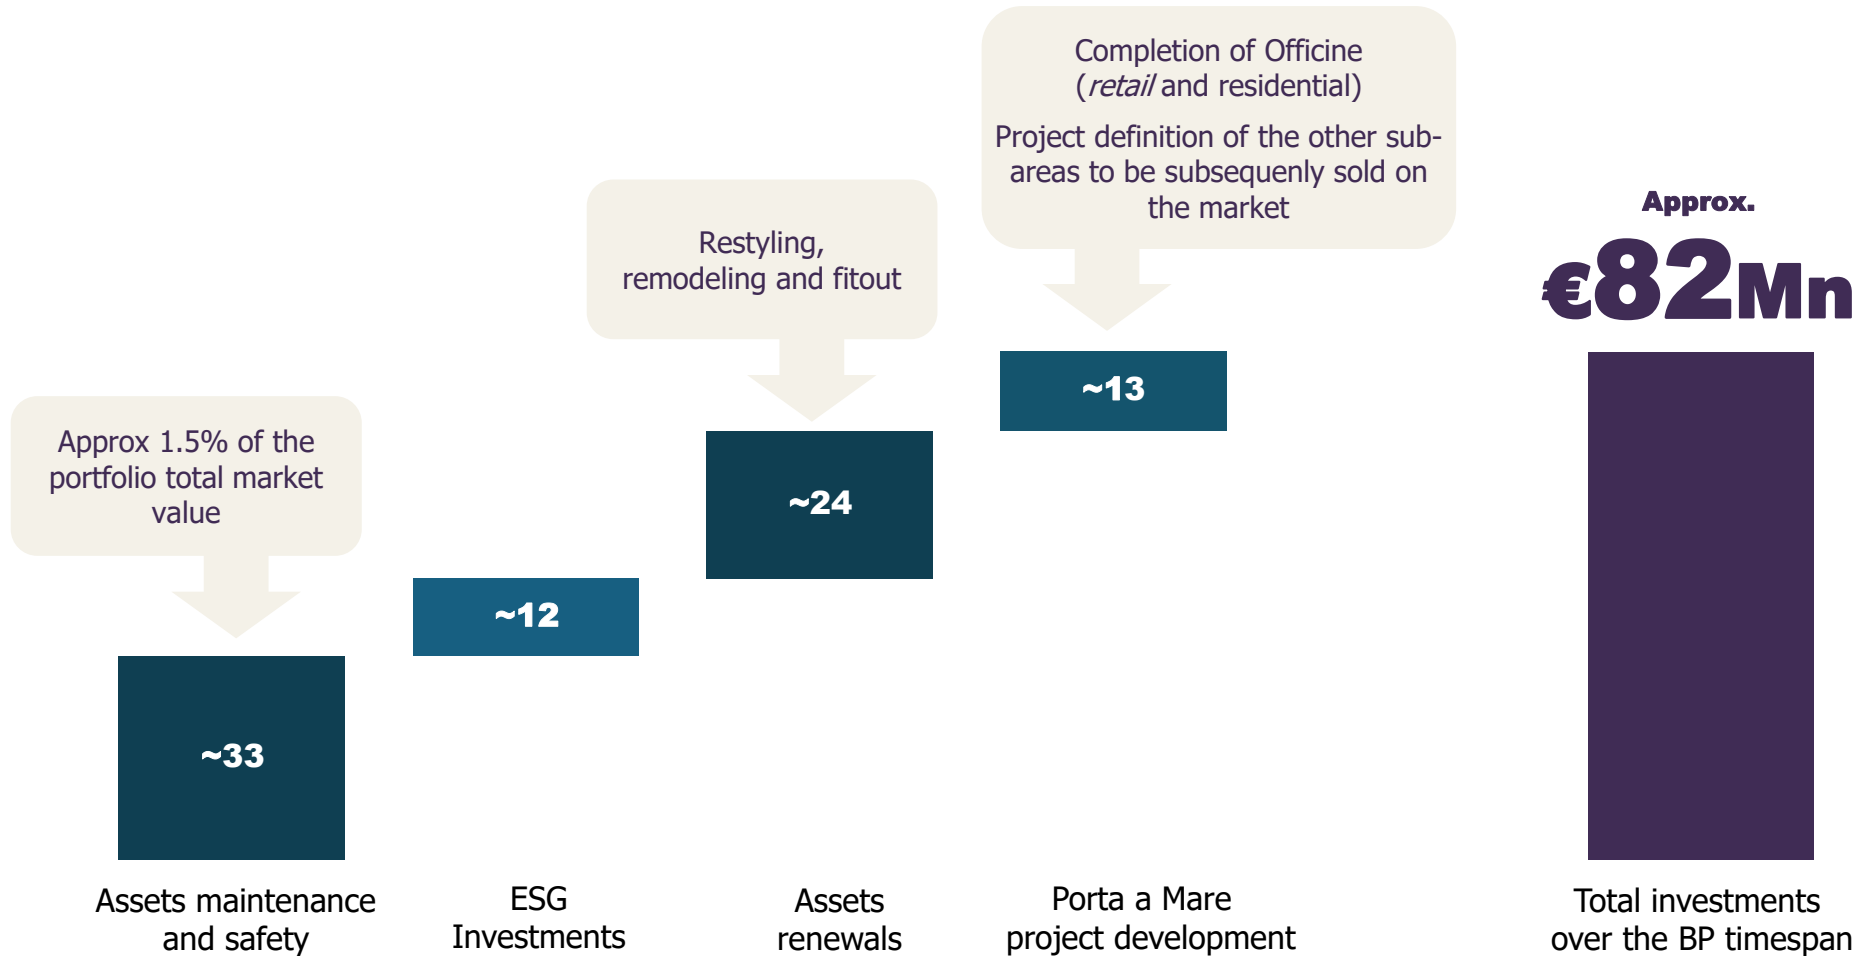 Completion of Officine
(retail and residential)
Project definition of the other sub-
areas to be subsequenly sold on
the market
Approx.
€82Mn
Restyling,
remodeling and fitout
Approx 1.5% of the
portfolio total market
value
~13
~24
~12
~33
Assets maintenance
and safety
ESG
Investments
Assets
renewals
Porta a Mare
project development
Total investments
over the BP timespan